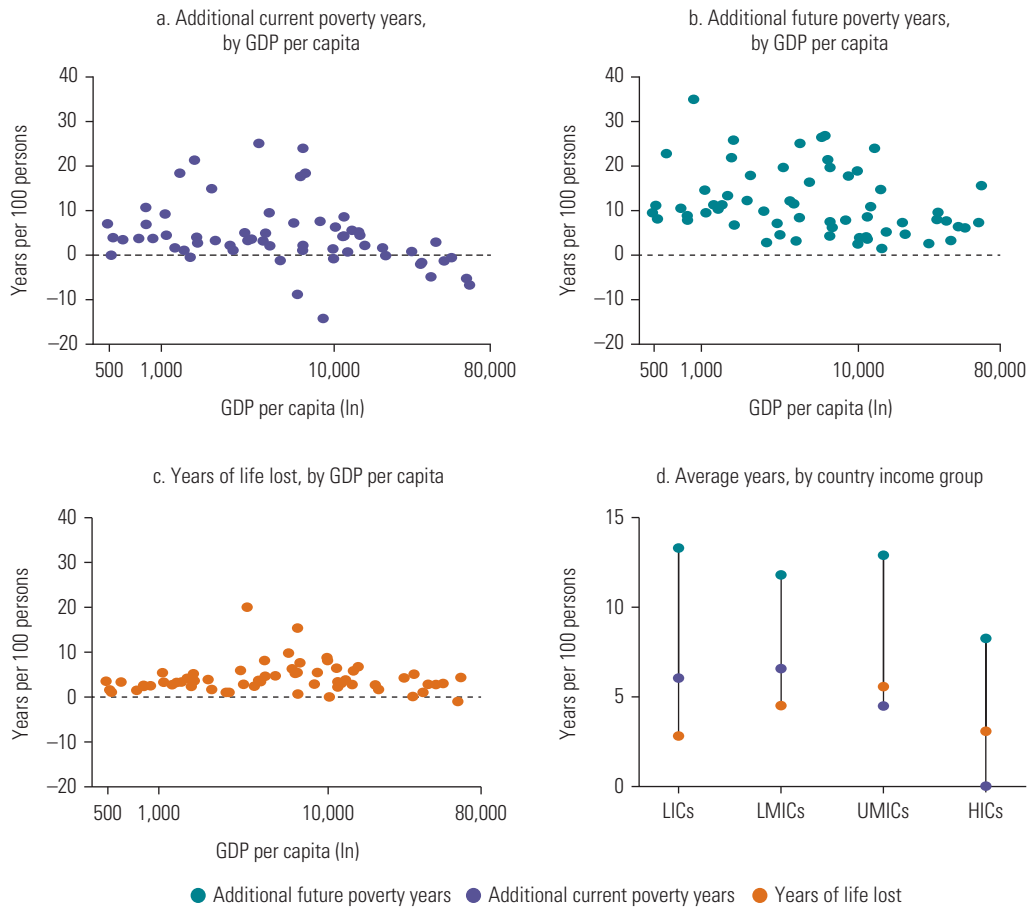 a. Additional current poverty years,
by GDP per capita
Years per 100 persons
40
30
20
10
0
–10
–20
500 1,000 10,000 80,000
GDP per capita (ln)
b. Additional future poverty years,
by GDP per capita
Years per 100 persons
40
30
20
10
0
–10
–20
500 1,000 10,000 80,000
GDP per capita (ln)
c. Years of life lost, by GDP per capita
Years per 100 persons
40
30
20
10
0
–10
–20
500 1,000 10,000 80,000
GDP per capita (ln)
d. Average years, by country income group
Years per 100 persons
15
10
5
0
LICs LMICs UMICs HICs
Additional future poverty years Additional current poverty years Years of life lost